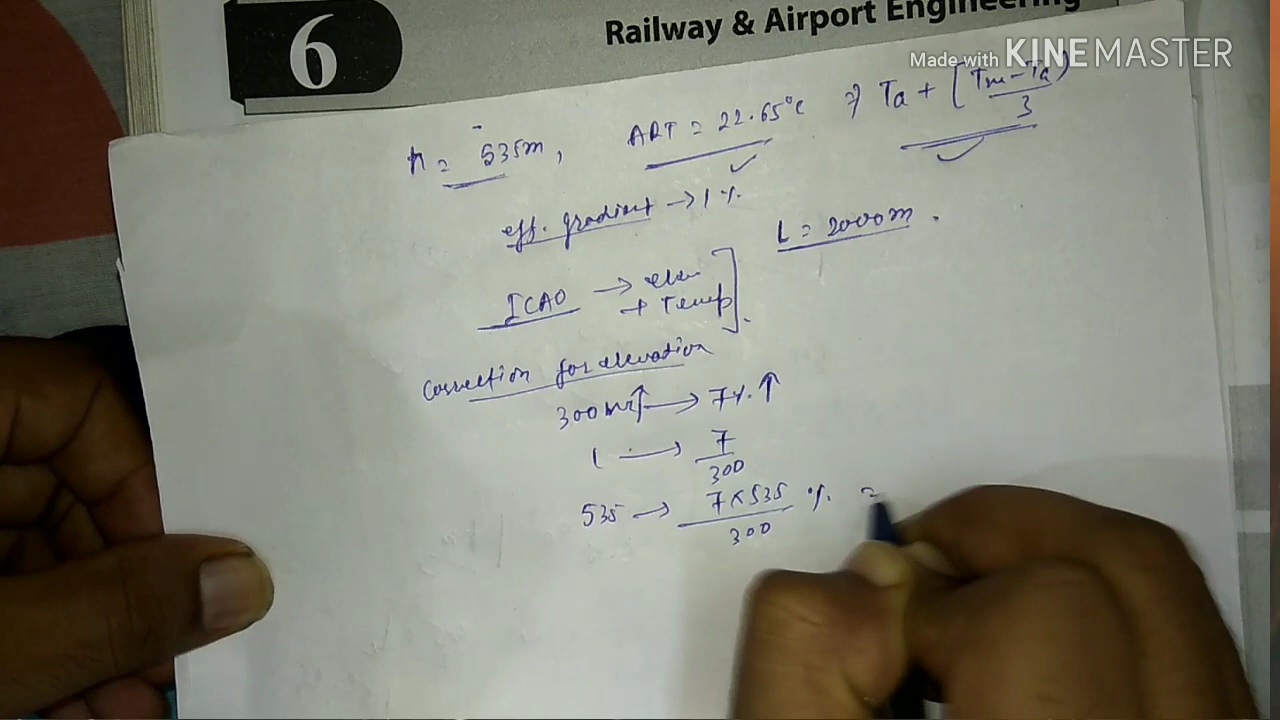 6
Railway & Airport Engineering
Made with KINEMASTER
h = 535m, ART = 22.65°C ⇒ Ta + [Tm-Ta)/3
eff. gradient → 1%.
L = 2000m.
ICAO → elev
+ Temp].
Correction for elevation
300m↑ → 7%↑
1 → 7/300
535 → 7×535/300 % =